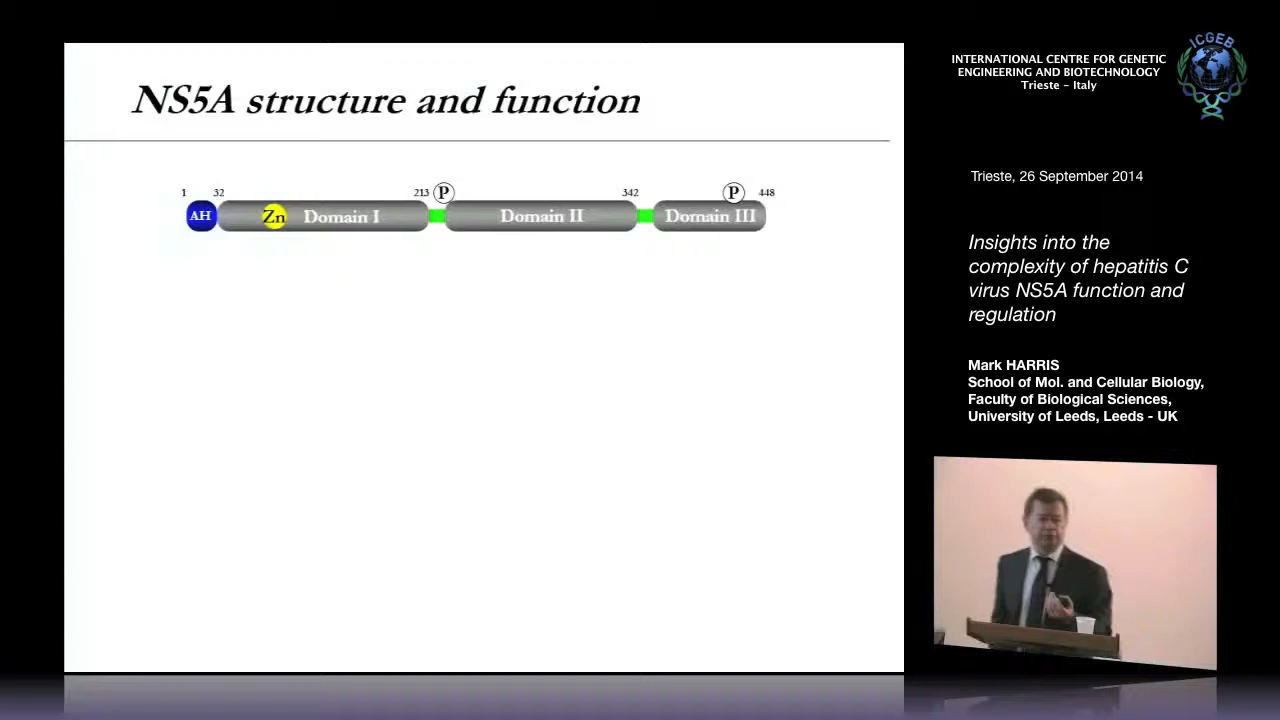 NS5A structure and function
1 32 213 P 342 P 448
AH Zn Domain I Domain II Domain III
ICGEB
INTERNATIONAL CENTRE FOR GENETIC
ENGINEERING AND BIOTECHNOLOGY
Trieste - Italy
Trieste, 26 September 2014
Insights into the
complexity of hepatitis C
virus NS5A function and
regulation
Mark HARRIS
School of Mol. and Cellular Biology,
Faculty of Biological Sciences,
University of Leeds, Leeds - UK